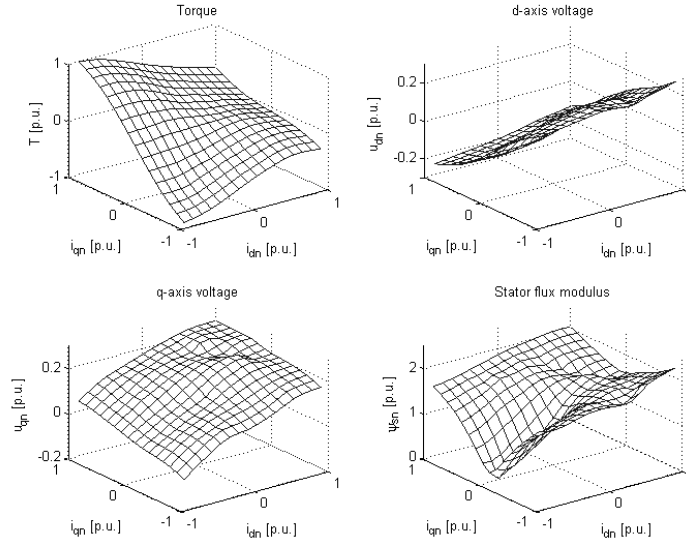 Torque
d-axis voltage
1
0
-1
T [p.u.]
1
0
-1
i_qn [p.u.]
-1
0
1
i_dn [p.u.]
0.2
0
-0.2
u_dn [p.u.]
1
0
-1
i_qn [p.u.]
-1
0
1
i_dn [p.u.]
q-axis voltage
Stator flux modulus
0.2
0
-0.2
u_qn [p.u.]
1
0
-1
i_qn [p.u.]
-1
0
1
i_dn [p.u.]
2
1
0
ψ_sn [p.u.]
1
0
-1
i_qn [p.u.]
-1
0
1
i_dn [p.u.]